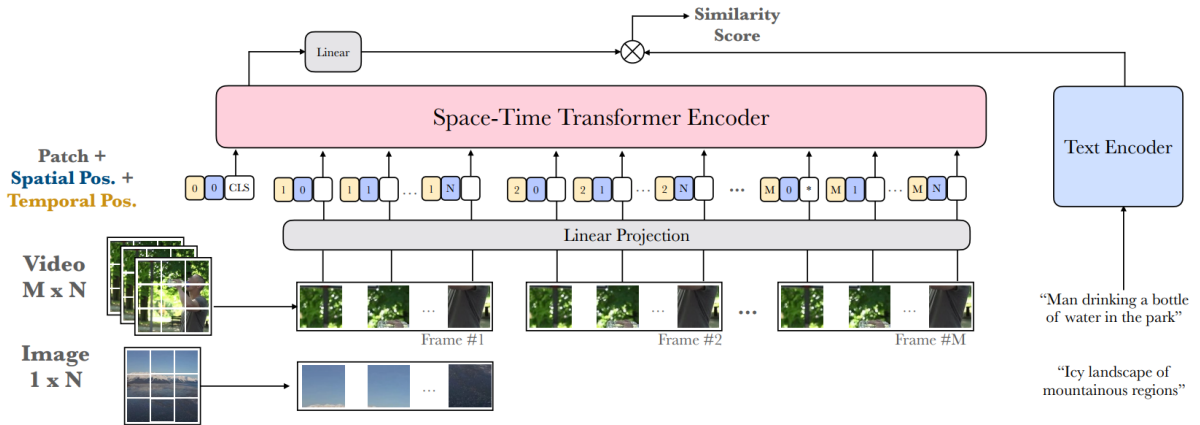 Similarity
Score
Linear
Space-Time Transformer Encoder
Text Encoder
Patch +
Spatial Pos. +
Temporal Pos.
0 0 CLS 1 0 1 1 ... 1 N 2 0 2 1 ... 2 N ... M 0 * M 1 ... M N
Linear Projection
Video
M x N
... ... ... ...
Frame #1 Frame #2 Frame #M
“Man drinking a bottle
of water in the park”
Image
1 x N
...
“Icy landscape of
mountainous regions”